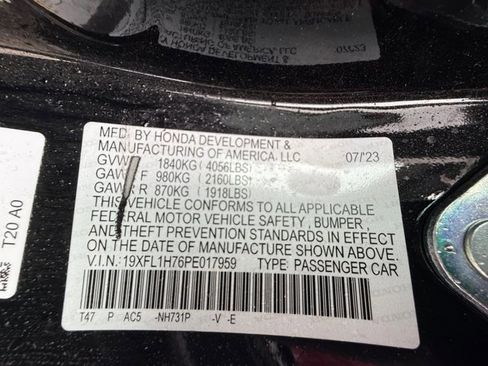 MFD. BY HONDA DEVELOPMENT &
MANUFACTURING OF AMERICA, LLC 07/'23
GVWR 1840KG ( 4056LBS)
GAWR F 980KG ( 2160LBS)
GAWR R 870KG ( 1918LBS)
THIS VEHICLE CONFORMS TO ALL APPLICABLE
FEDERAL MOTOR VEHICLE SAFETY , BUMPER ,
AND THEFT PREVENTION STANDARDS IN EFFECT
ON THE DATE OF MANUFACTURE SHOWN ABOVE.
V.I.N.: 19XFL1H76PE017959 TYPE: PASSENGER CAR
T47 P AC5 -NH731P -V -E
T20 A0